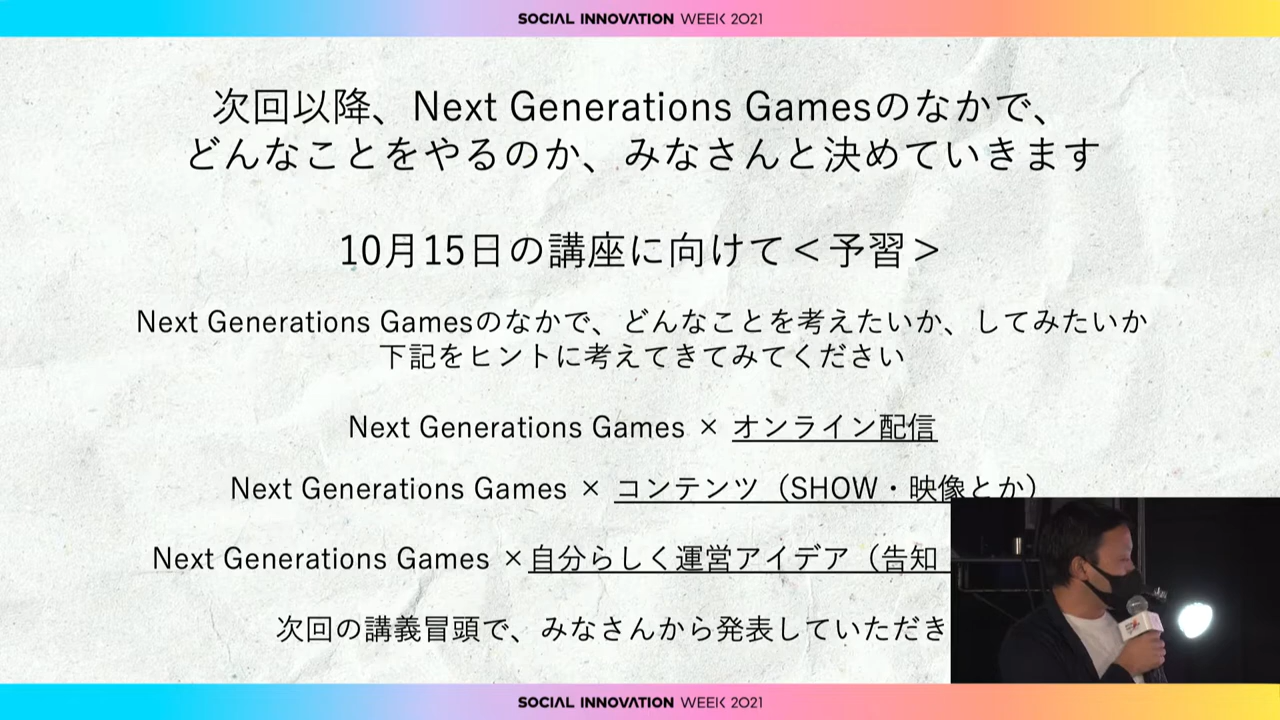 SOCIAL INNOVATION WEEK 2021
次回以降、Next Generations Gamesのなかで、
どんなことをやるのか、みなさんと決めていきます
10月15日の講座に向けて＜予習＞
Next Generations Gamesのなかで、どんなことを考えたいか、してみたいか
下記をヒントに考えてきてみてください
Next Generations Games × オンライン配信
Next Generations Games × コンテンツ（SHOW・映像とか）
Next Generations Games ×自分らしく運営アイデア（告知
次回の講義冒頭で、みなさんから発表していただき
SOCIAL INNOVATION WEEK 2021